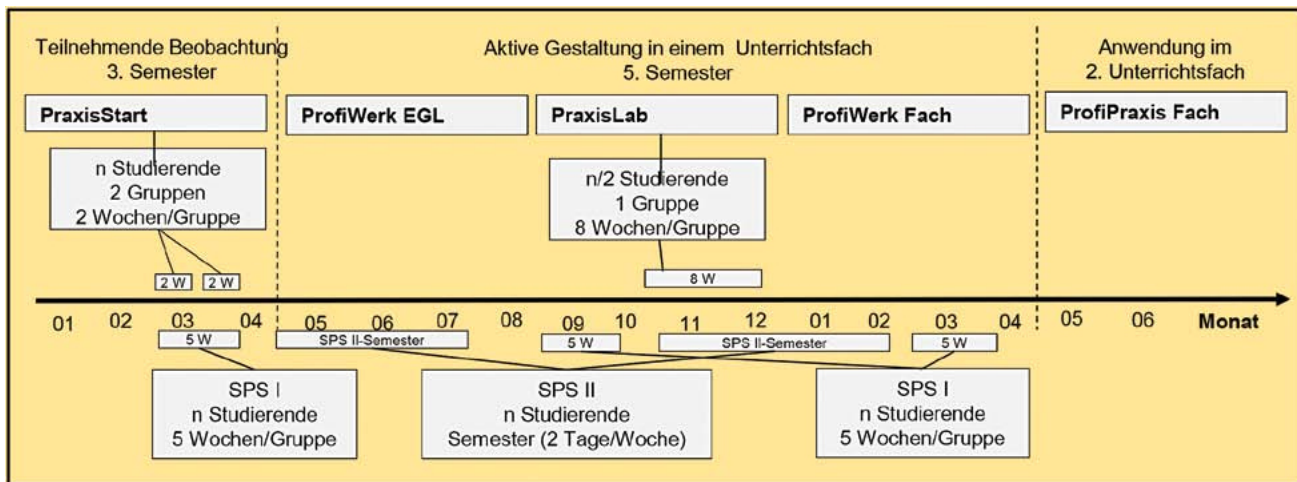 Teilnehmende Beobachtung
3. Semester
Aktive Gestaltung in einem Unterrichtsfach
5. Semester
Anwendung im
2. Unterrichtsfach
PraxisStart
ProfiWerk EGL
PraxisLab
ProfiWerk Fach
ProfiPraxis Fach
n Studierende
2 Gruppen
2 Wochen/Gruppe
n/2 Studierende
1 Gruppe
8 Wochen/Gruppe
2 W
2 W
8 W
01 02 03 04 05 06 07 08 09 10 11 12 01 02 03 04 05 06 Monat
5 W
SPS II-Semester
5 W
SPS II-Semester
5 W
SPS I
n Studierende
5 Wochen/Gruppe
SPS II
n Studierende
Semester (2 Tage/Woche)
SPS I
n Studierende
5 Wochen/Gruppe